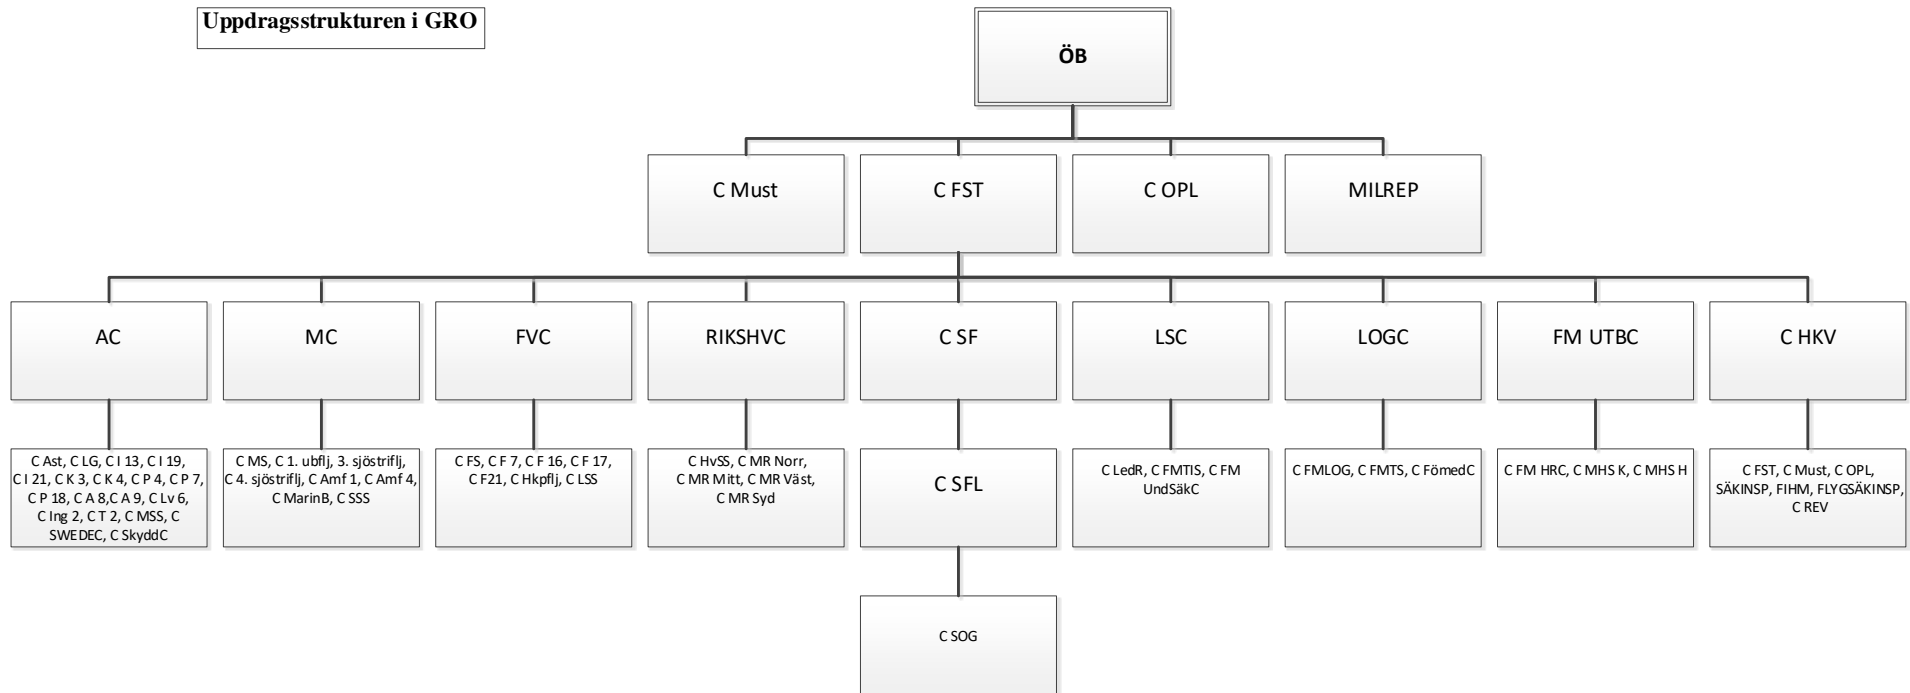 Uppdragsstrukturen i GRO
ÖB
C Must
C FST
C OPL
MILREP
AC
MC
FVC
RIKSHVC
C SF
LSC
LOGC
FM UTBC
C HKV
C Ast, C LG, C I 13, C I 19,
C I 21, C K 3, C K 4, C P 4, C P 7,
C P 18, C A 8,C A 9, C Lv 6,
C Ing 2, C T 2, C MSS, C
SWEDEC, C SkyddC
C MS, C 1. ubflj, 3. sjöstriflj,
C 4. sjöstriflj, C Amf 1, C Amf 4,
C MarinB, C SSS
C FS, C F 7, C F 16, C F 17,
C F21, C Hkpflj, C LSS
C HvSS, C MR Norr,
C MR Mitt, C MR Väst,
C MR Syd
C SFL
C LedR, C FMTIS, C FM
UndSäkC
C FMLOG, C FMTS, C FömedC
C FM HRC, C MHS K, C MHS H
C FST, C Must, C OPL,
SÄKINSP, FIHM, FLYGSÄKINSP,
C REV
C SOG